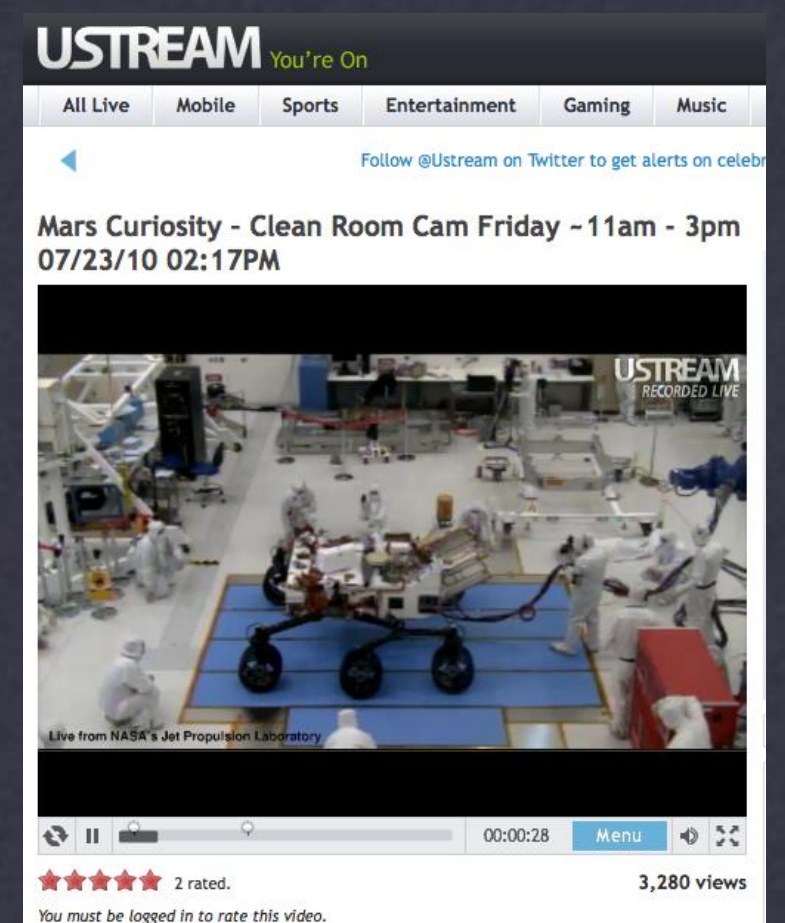 USTREAM You're On
All Live Mobile Sports Entertainment Gaming Music
Follow @Ustream on Twitter to get alerts on celebr
Mars Curiosity - Clean Room Cam Friday ~11am - 3pm
07/23/10 02:17PM
USTREAM
RECORDED LIVE
Live from NASA's Jet Propulsion Laboratory
00:00:28 Menu
2 rated. 3,280 views
You must be logged in to rate this video.